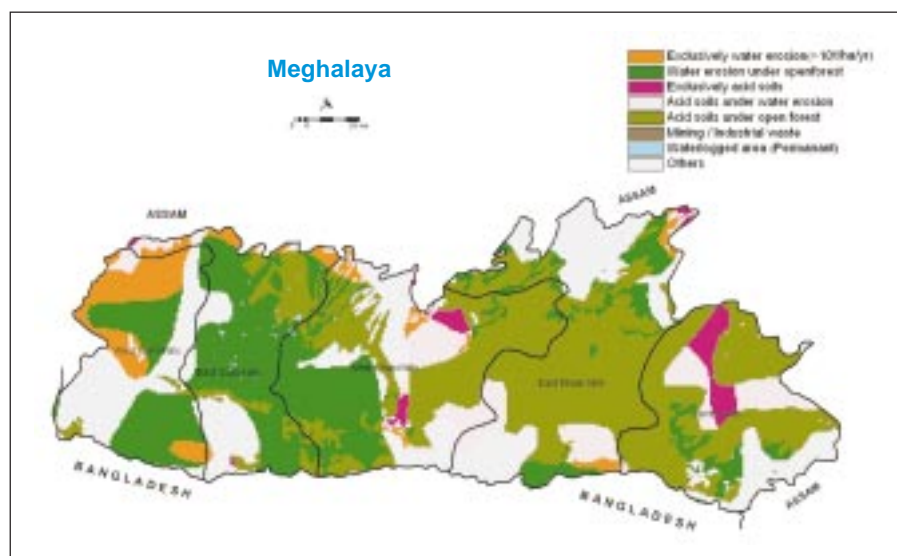 Meghalaya
Exclusively water erosion(> 10t/ha/yr)
Water erosion under openforest
Exclusively acid soils
Acid soils under water erosion
Acid soils under open forest
Mining / Industrial waste
Waterlogged area (Permanant)
Others
ASSAM
ASSAM
BANGLADESH
BANGLADESH
ASSAM